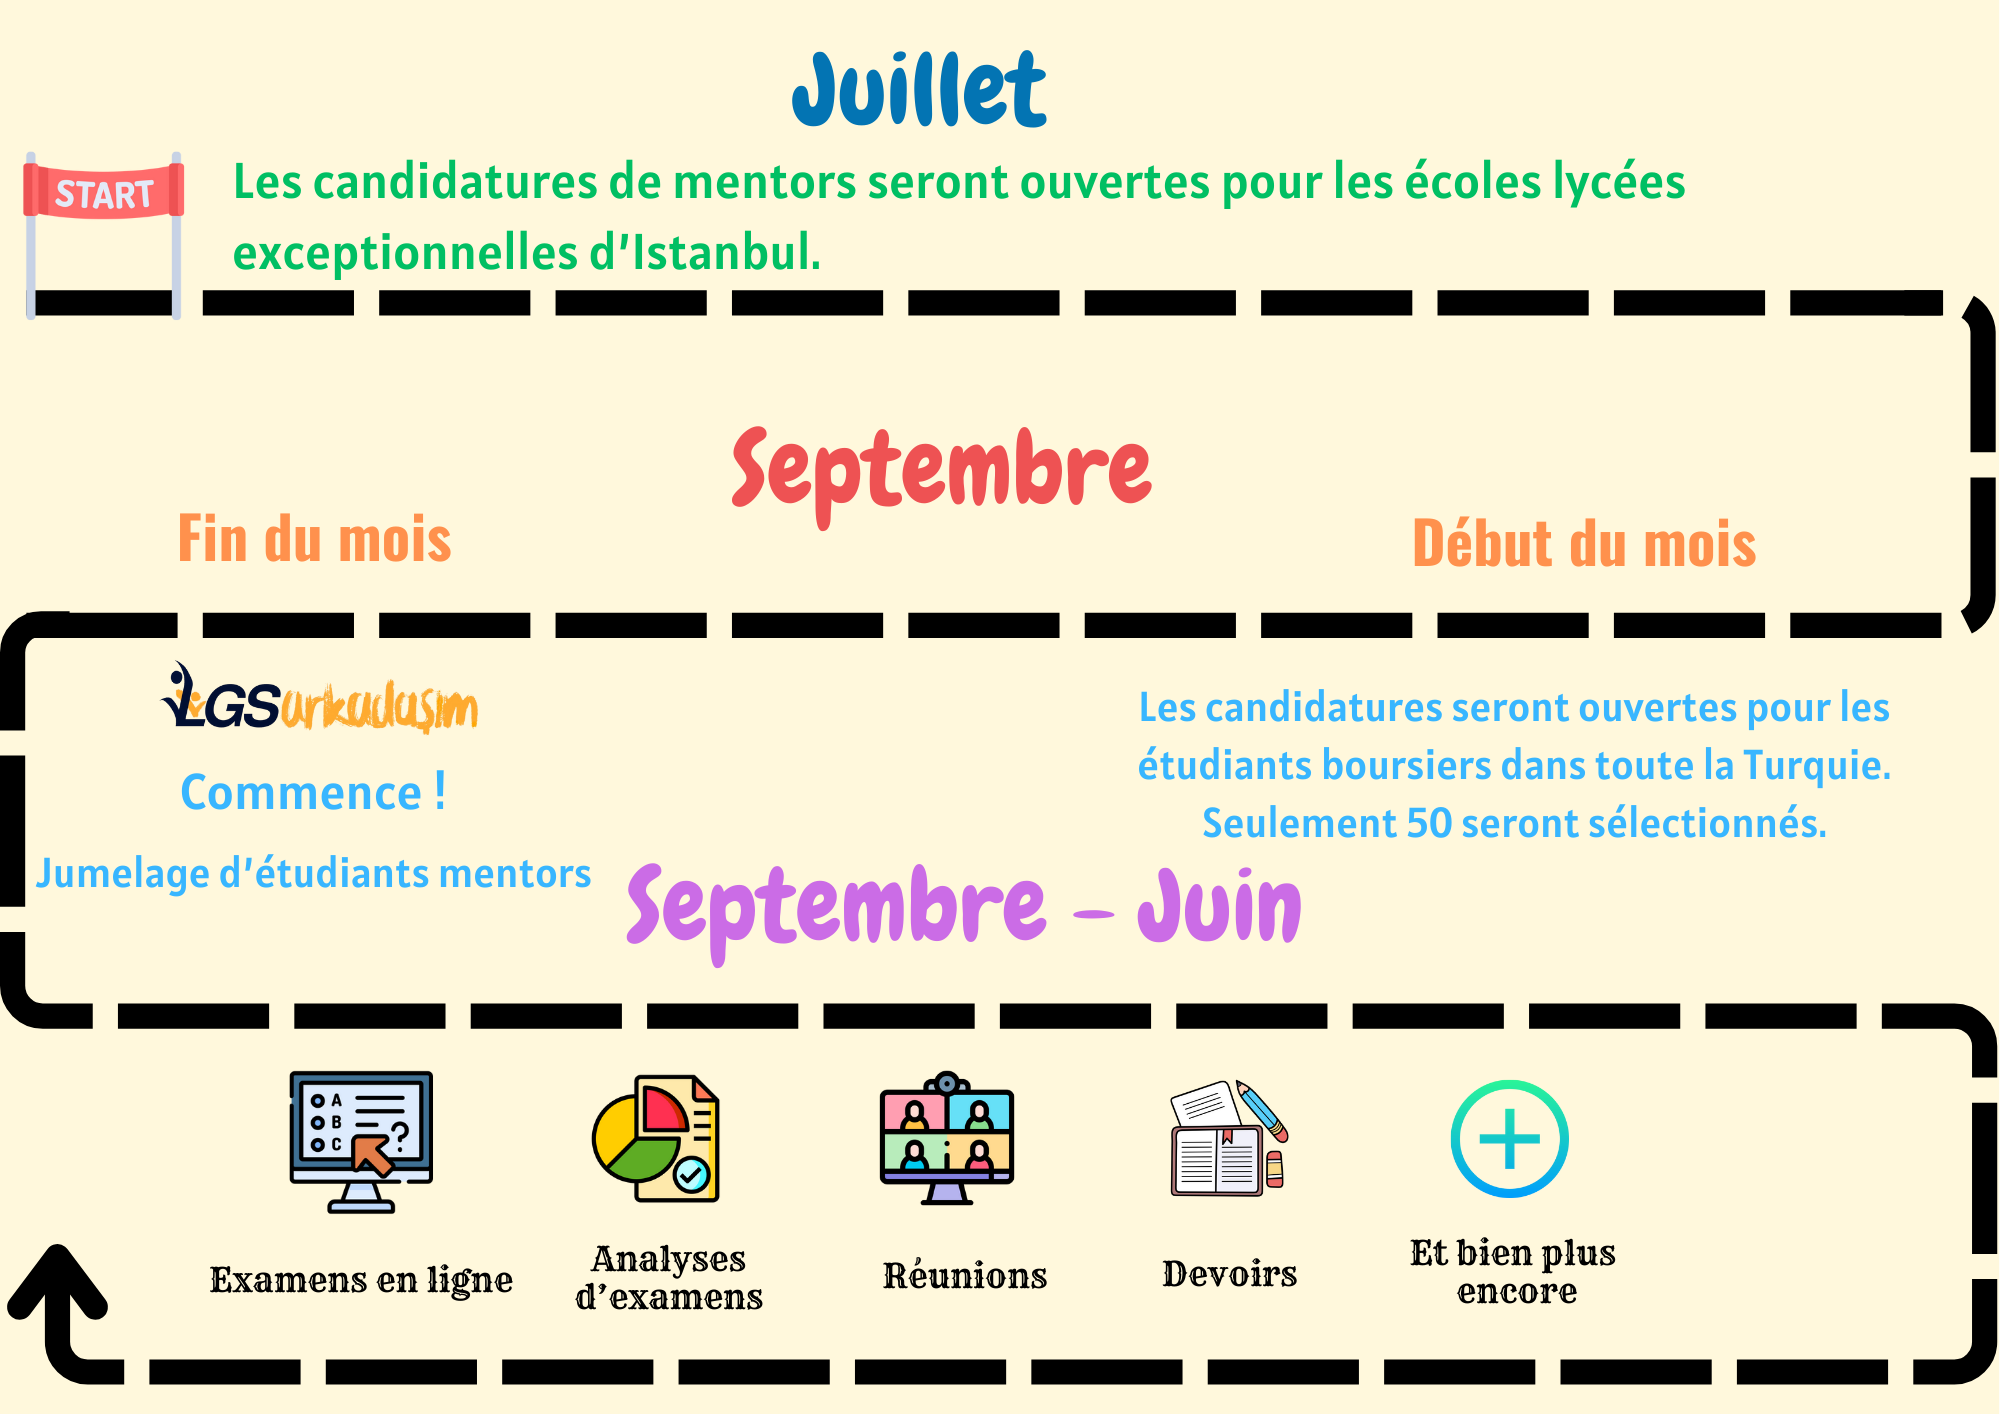 Juillet
START
Les candidatures de mentors seront ouvertes pour les écoles lycées
exceptionnelles d'Istanbul.
Septembre
Fin du mois
Début du mois
LGSarkadaşım
Commence !
Jumelage d'étudiants mentors
Les candidatures seront ouvertes pour les
étudiants boursiers dans toute la Turquie.
Seulement 50 seront sélectionnés.
Septembre - Juin
A
B
C
?
Examens en ligne
Analyses
d'examens
Réunions
Devoirs
Et bien plus
encore